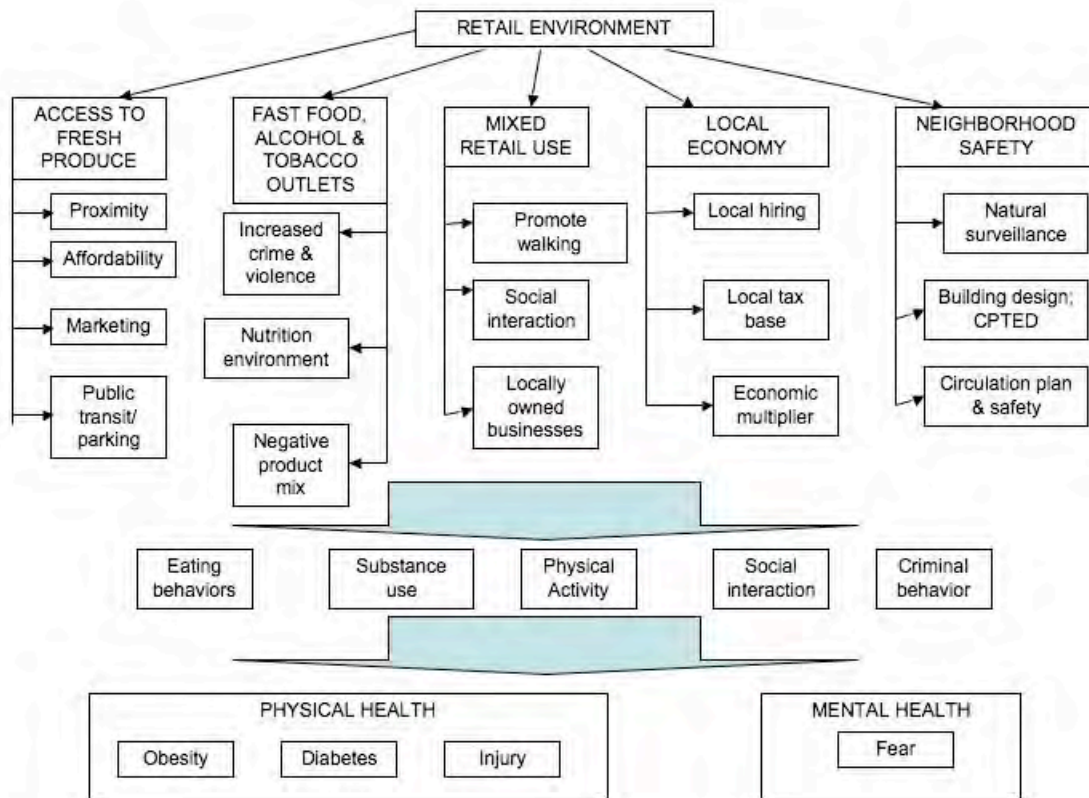 RETAIL ENVIRONMENT
ACCESS TO
FRESH
PRODUCE
Proximity
Affordability
Marketing
Public
transit/
parking
FAST FOOD,
ALCOHOL &
TOBACCO
OUTLETS
Increased
crime &
violence
Nutrition
environment
Negative
product
mix
MIXED
RETAIL USE
Promote
walking
Social
interaction
Locally
owned
businesses
LOCAL
ECONOMY
Local hiring
Local tax
base
Economic
multiplier
NEIGHBORHOOD
SAFETY
Natural
surveillance
Building design;
CPTED
Circulation plan
& safety
Eating
behaviors
Substance
use
Physical
Activity
Social
interaction
Criminal
behavior
PHYSICAL HEALTH
Obesity
Diabetes
Injury
MENTAL HEALTH
Fear